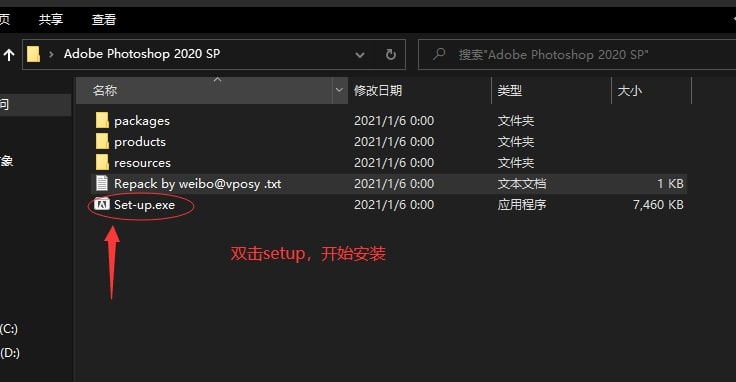 页 共享 查看
Adobe Photoshop 2020 SP 搜索"Adobe Photoshop 2020 SP"
名称 修改日期 类型 大小
问
packages 2021/1/6 0:00 文件夹
products 2021/1/6 0:00 文件夹
对象 resources 2021/1/6 0:00 文件夹
Repack by weibo@vposy .txt 2021/1/6 0:00 文本文档 1 KB
Set-up.exe 2021/1/6 0:00 应用程序 7,460 KB
双击setup，开始安装
(C:)
(D:)